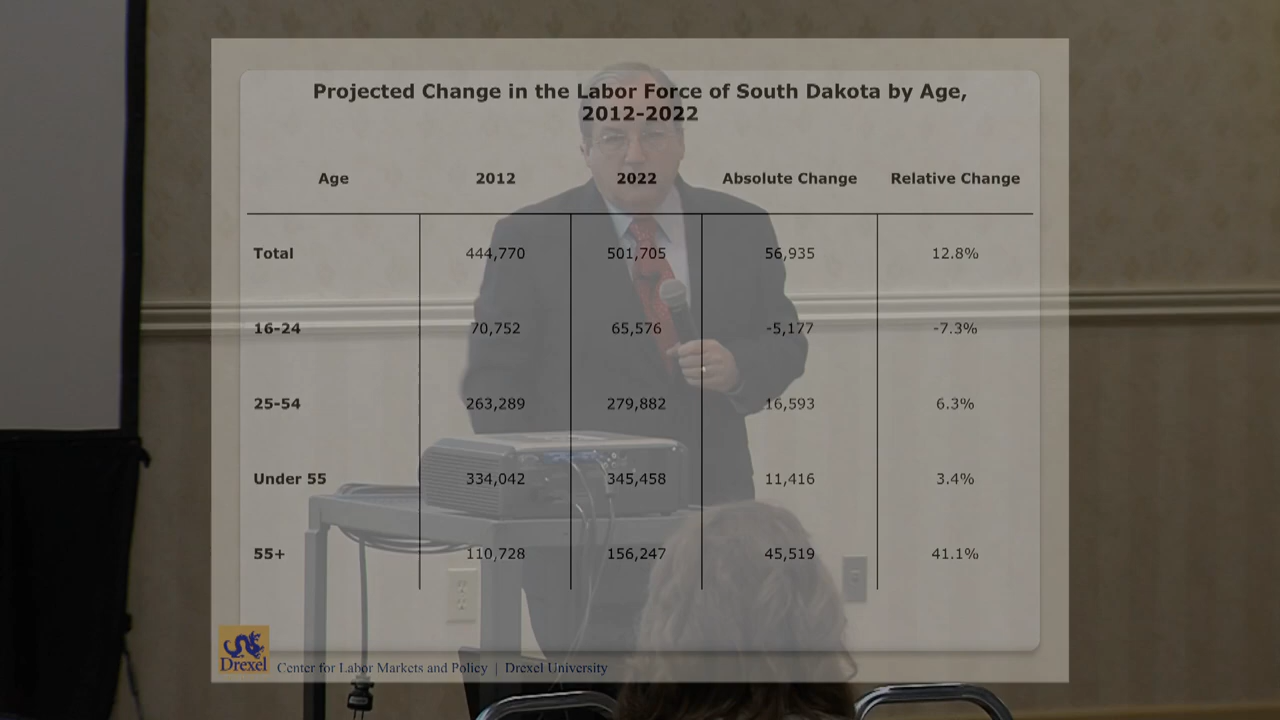 Projected Change in the Labor Force of South Dakota by Age,
2012-2022
Age 2012 2022 Absolute Change Relative Change
Total 444,770 501,705 56,935 12.8%
16-24 70,752 65,576 -5,177 -7.3%
25-54 263,289 279,882 16,593 6.3%
Under 55 334,042 345,458 11,416 3.4%
55+ 110,728 156,247 45,519 41.1%
Drexel Center for Labor Markets and Policy | Drexel University